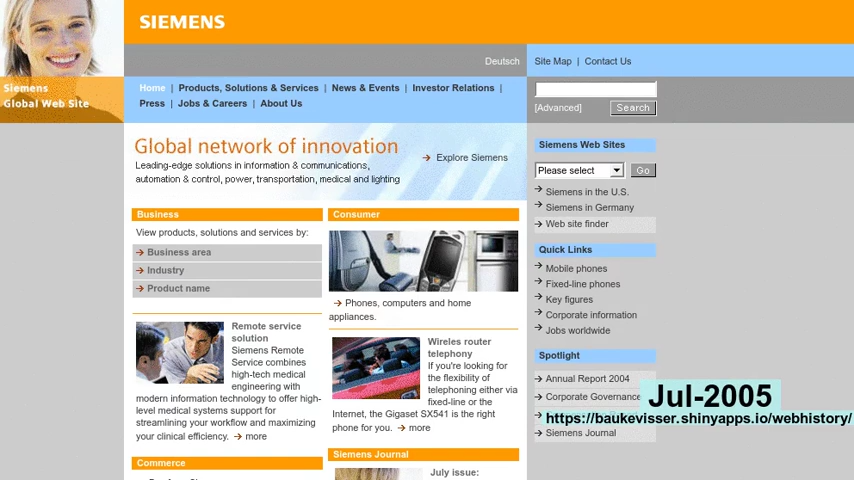 SIEMENS
Deutsch
Site Map | Contact Us
Siemens
Global Web Site
Home | Products, Solutions & Services | News & Events | Investor Relations |
Press | Jobs & Careers | About Us
[Advanced] Search
Global network of innovation
Leading-edge solutions in information & communications,
automation & control, power, transportation, medical and lighting
Explore Siemens
Business
View products, solutions and services by:
Business area
Industry
Product name
Remote service
solution
Siemens Remote
Service combines
high-tech medical
engineering with
modern information technology to offer high-
level medical systems support for
streamlining your workflow and maximizing
your clinical efficiency. more
Commerce
Consumer
Phones, computers and home
appliances.
Wireles router
telephony
If you're looking for
the flexibility of
telephoning either via
fixed-line or the
Internet, the Gigaset SX541 is the right
phone for you. more
Siemens Journal
July issue:
Siemens Web Sites
Please select Go
Siemens in the U.S.
Siemens in Germany
Web site finder
Quick Links
Mobile phones
Fixed-line phones
Key figures
Corporate information
Jobs worldwide
Spotlight
Annual Report 2004
Corporate Governance
Siemens Journal
Jul-2005
https://baukevisser.shinyapps.io/webhistory/